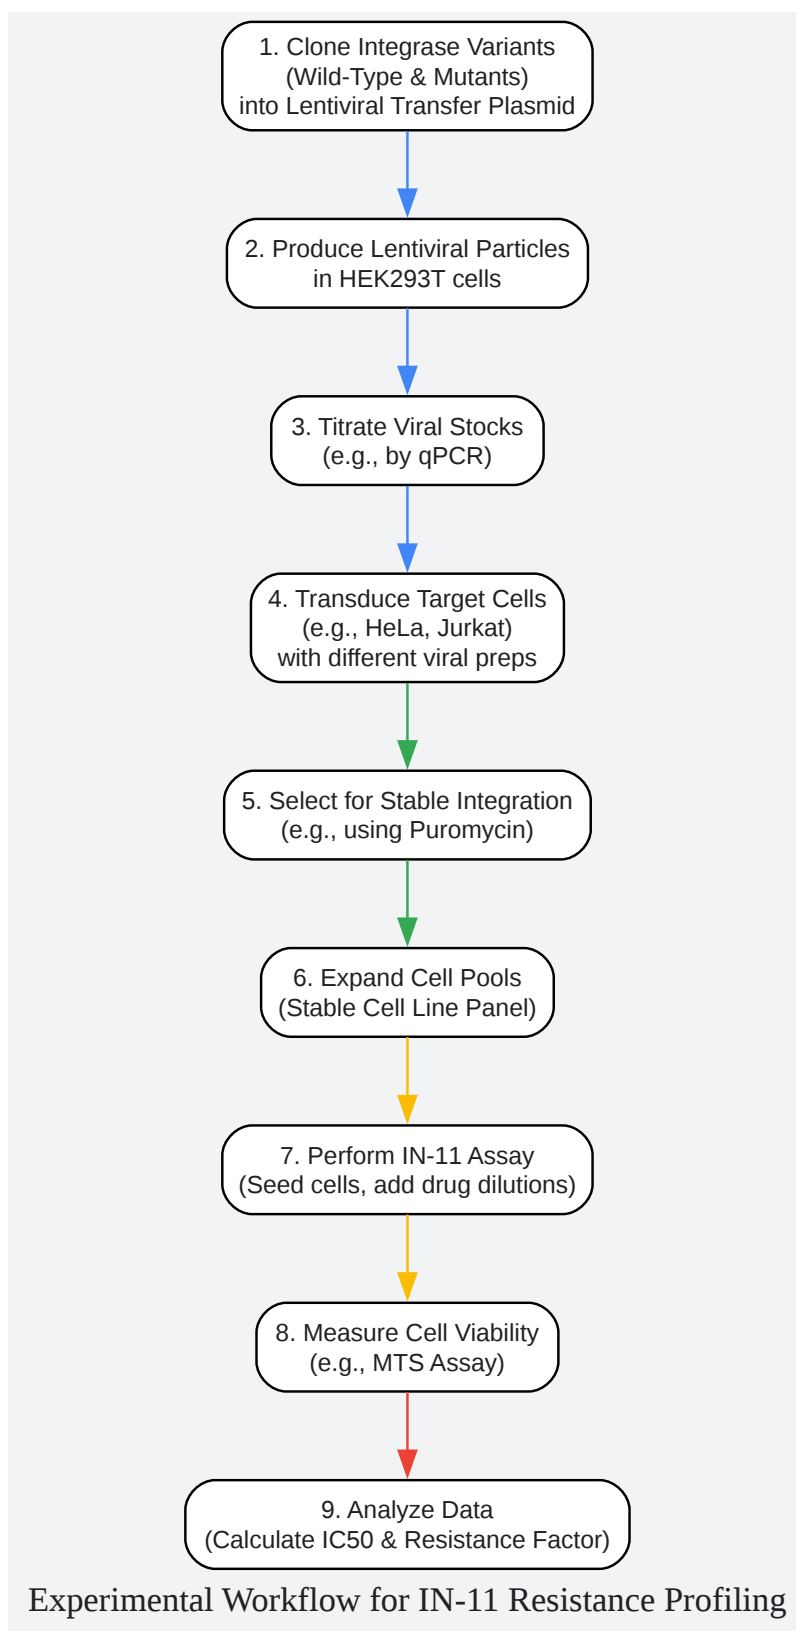 1. Clone Integrase Variants
(Wild-Type & Mutants)
into Lentiviral Transfer Plasmid
2. Produce Lentiviral Particles
in HEK293T cells
3. Titrate Viral Stocks
(e.g., by qPCR)
4. Transduce Target Cells
(e.g., HeLa, Jurkat)
with different viral preps
5. Select for Stable Integration
(e.g., using Puromycin)
6. Expand Cell Pools
(Stable Cell Line Panel)
7. Perform IN-11 Assay
(Seed cells, add drug dilutions)
8. Measure Cell Viability
(e.g., MTS Assay)
9. Analyze Data
(Calculate IC50 & Resistance Factor)
Experimental Workflow for IN-11 Resistance Profiling